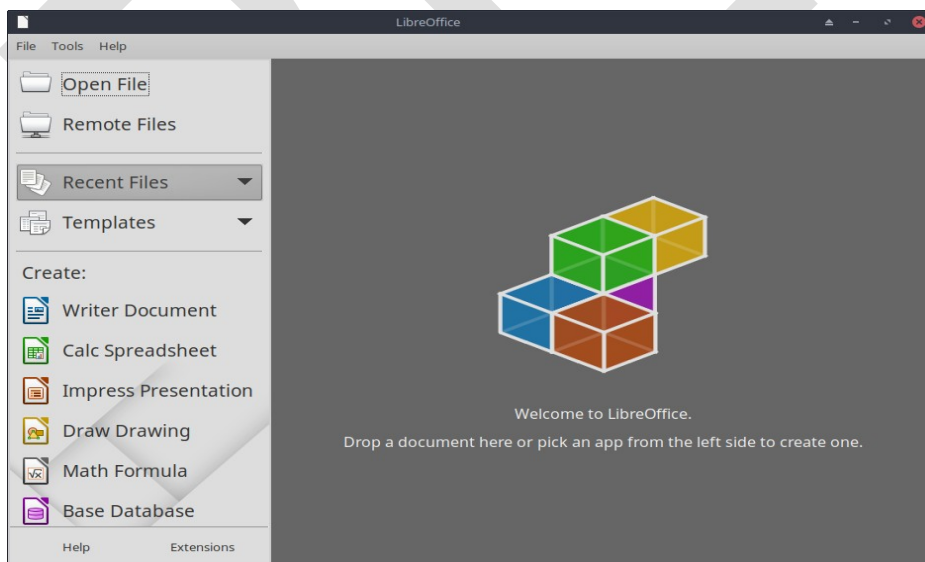 LibreOffice
File Tools Help
Open File
Remote Files
Recent Files
Templates
Create:
Writer Document
Calc Spreadsheet
Impress Presentation
Draw Drawing
Math Formula
Base Database
Help Extensions
Welcome to LibreOffice.
Drop a document here or pick an app from the left side to create one.